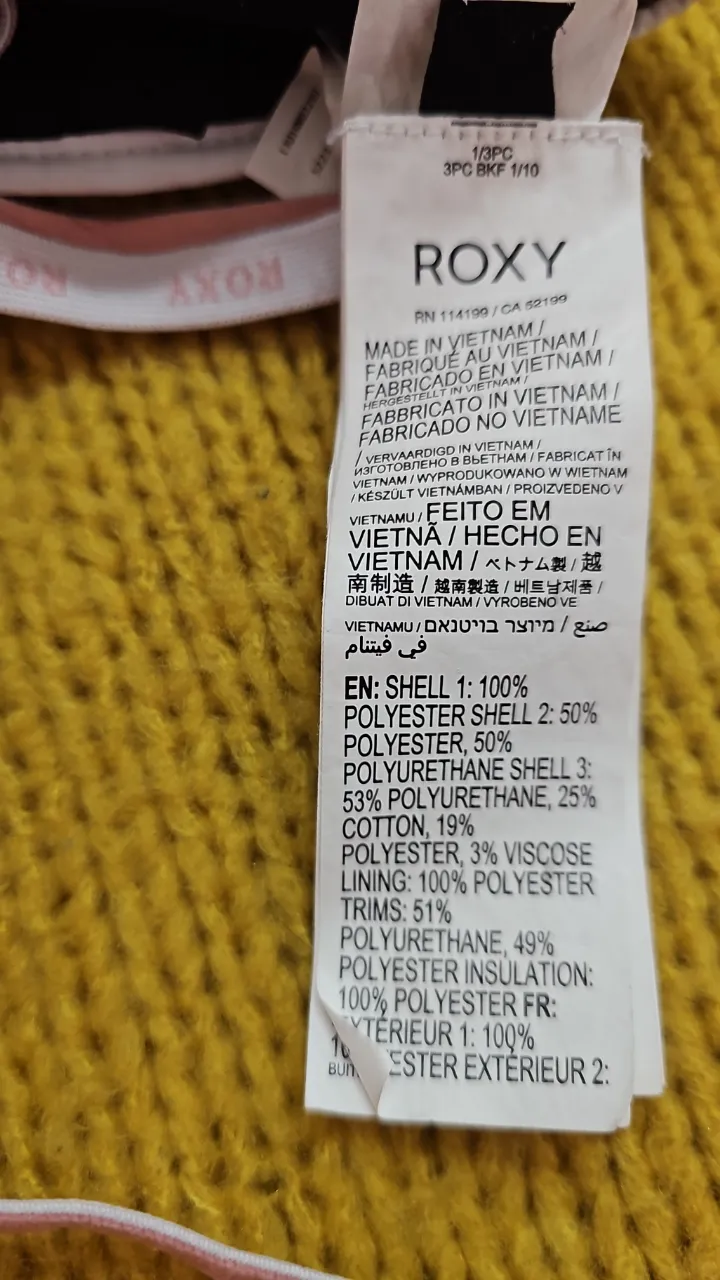 1/3PC
3PC BKF 1/10
ROXY
RN 114199 / CA 52199
MADE IN VIETNAM /
FABRIQUÉ AU VIETNAM /
FABRICADO EN VIETNAM /
HERGESTELLT IN VIETNAM /
FABBRICATO IN VIETNAM /
FABRICADO NO VIETNAME
/ VERVAARDIGD IN VIETNAM /
ИЗГОТОВЛЕНО В ВЬЕТНАМ / FABRICAT ÎN
VIETNAM / WYPRODUKOWANO W WIETNAM
/ KÉSZÜLT VIETNÁMBAN / PROIZVEDENO V
VIETNAMU / FEITO EM
VIETNÃ / HECHO EN
VIETNAM / ベトナム製 / 越
南制造 / 越南製造 / 베트남제품 /
DIBUAT DI VIETNAM / VYROBENO VE
VIETNAMU / מיוצר בויטנאם / صنع
في فيتنام
EN: SHELL 1: 100%
POLYESTER SHELL 2: 50%
POLYESTER, 50%
POLYURETHANE SHELL 3:
53% POLYURETHANE, 25%
COTTON, 19%
POLYESTER, 3% VISCOSE
LINING: 100% POLYESTER
TRIMS: 51%
POLYURETHANE, 49%
POLYESTER INSULATION:
100% POLYESTER FR:
EXTÉRIEUR 1: 100%
ESTER EXTÉRIEUR 2:
ROXY